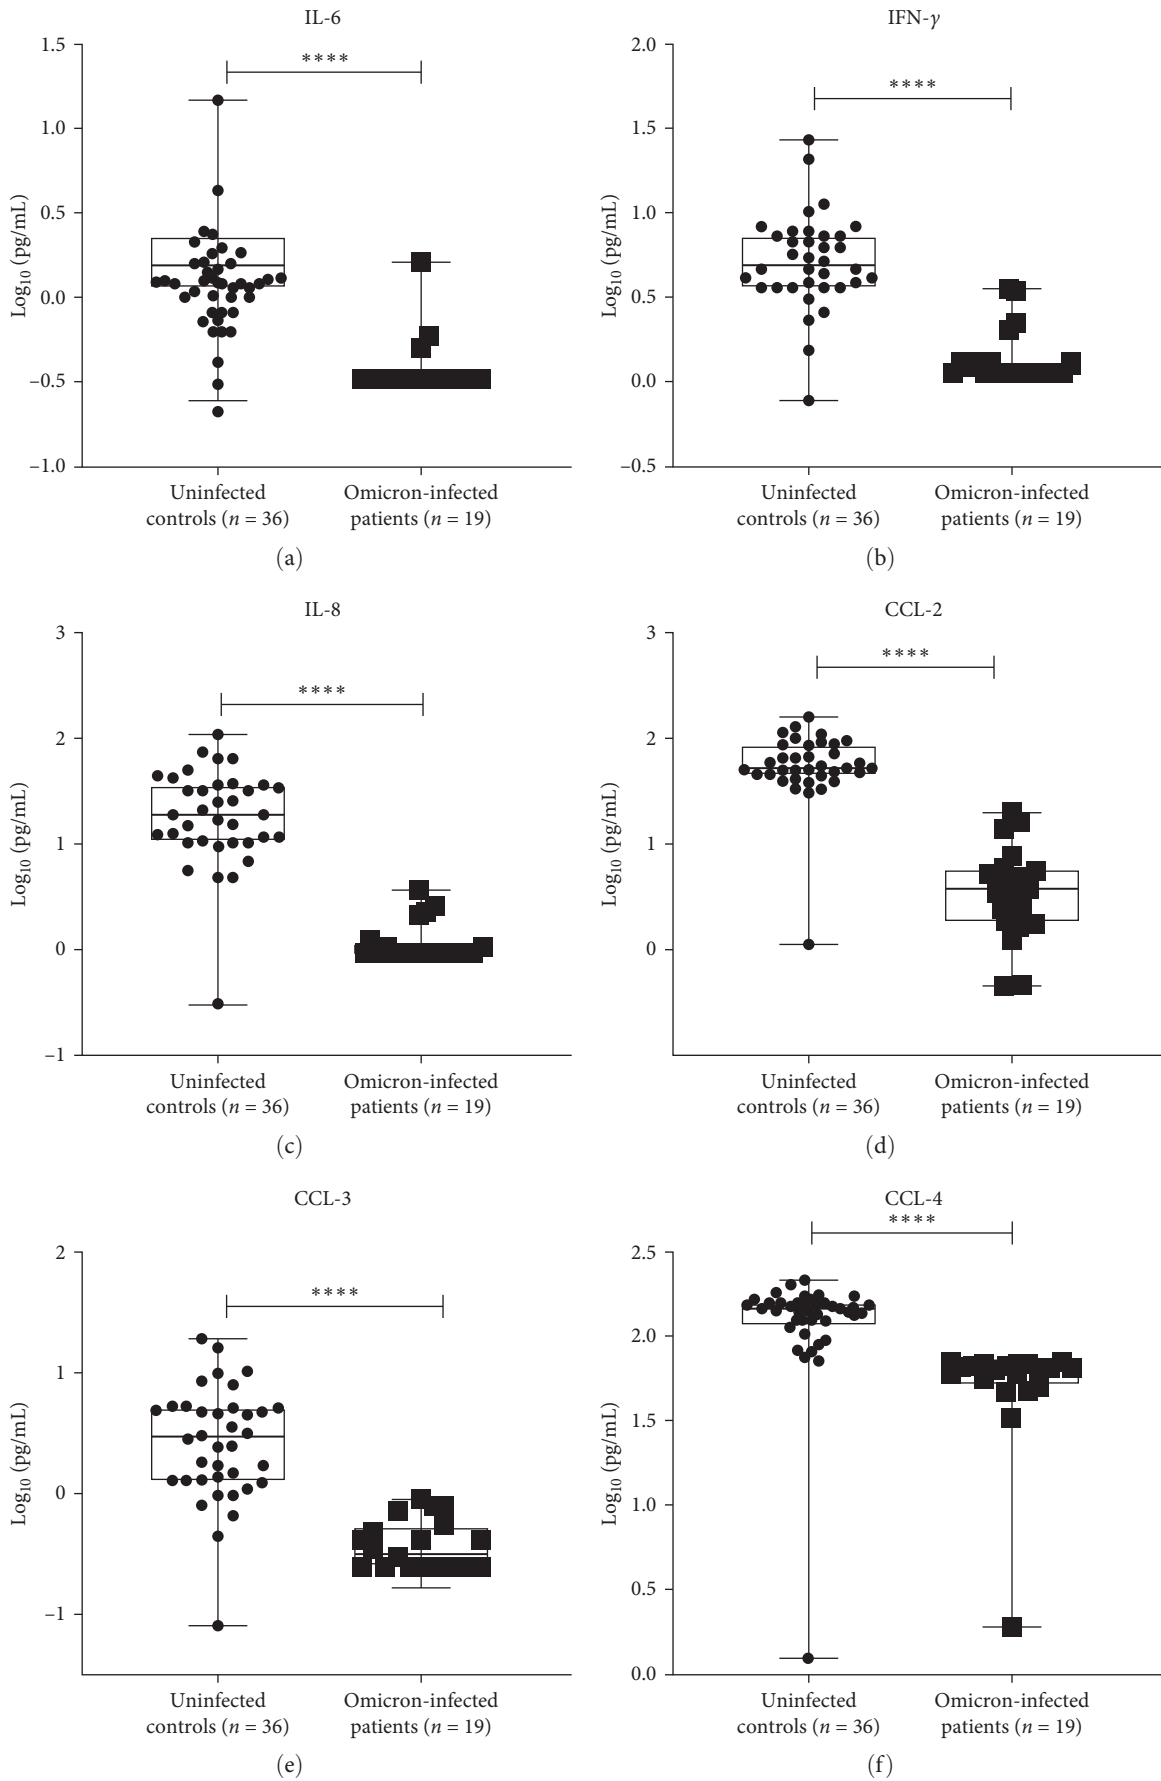 IL-6
****
1.5
1.0
0.5
0.0
–0.5
–1.0
Log10 (pg/mL)
Uninfected
controls (n = 36)
Omicron-infected
patients (n = 19)
(a)
IFN-γ
****
2.0
1.5
1.0
0.5
0.0
–0.5
Log10 (pg/mL)
Uninfected
controls (n = 36)
Omicron-infected
patients (n = 19)
(b)
IL-8
****
3
2
1
0
–1
Log10 (pg/mL)
Uninfected
controls (n = 36)
Omicron-infected
patients (n = 19)
(c)
CCL-2
****
3
2
1
0
Log10 (pg/mL)
Uninfected
controls (n = 36)
Omicron-infected
patients (n = 19)
(d)
CCL-3
****
2
1
0
–1
Log10 (pg/mL)
Uninfected
controls (n = 36)
Omicron-infected
patients (n = 19)
(e)
CCL-4
****
2.5
2.0
1.5
1.0
0.5
0.0
Log10 (pg/mL)
Uninfected
controls (n = 36)
Omicron-infected
patients (n = 19)
(f)